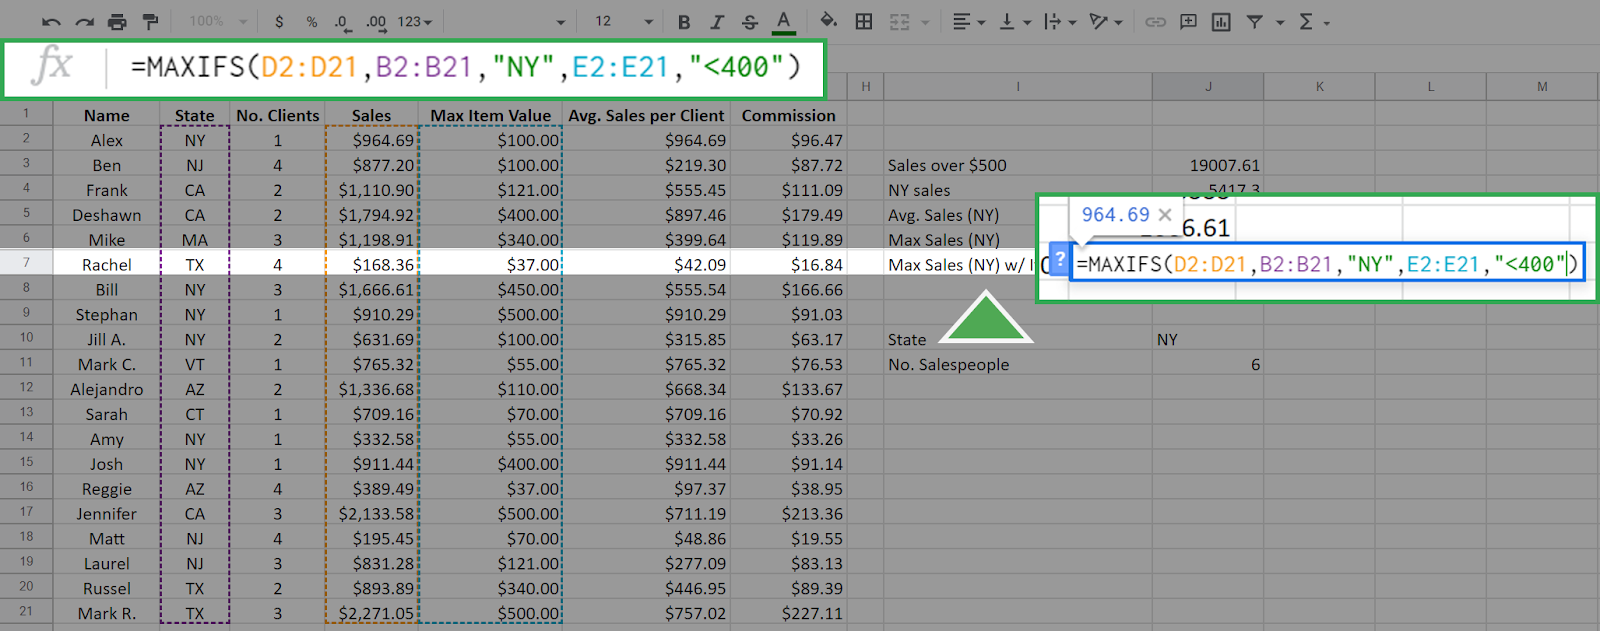 100% $ % .0 .00 123 12 B I S A Σ
fx =MAXIFS(D2:D21,B2:B21,"NY",E2:E21,"<400")
H I J K L M
1 Name State No. Clients Sales Max Item Value Avg. Sales per Client Commission
2 Alex NY 1 $964.69 $100.00 $964.69 $96.47
3 Ben NJ 4 $877.20 $100.00 $219.30 $87.72 Sales over $500 19007.61
4 Frank CA 2 $1,110.90 $121.00 $555.45 $111.09 NY sales 5417.3
5 Deshawn CA 2 $1,794.92 $400.00 $897.46 $179.49 Avg. Sales (NY)
964.69 ×
6.61
6 Mike MA 3 $1,198.91 $340.00 $399.64 $119.89 Max Sales (NY)
7 Rachel TX 4 $168.36 $37.00 $42.09 $16.84 Max Sales (NY) w/ ? =MAXIFS(D2:D21,B2:B21,"NY",E2:E21,"<400")
8 Bill NY 3 $1,666.61 $450.00 $555.54 $166.66
9 Stephan NY 1 $910.29 $500.00 $910.29 $91.03
10 Jill A. NY 2 $631.69 $100.00 $315.85 $63.17 State NY
11 Mark C. VT 1 $765.32 $55.00 $765.32 $76.53 No. Salespeople 6
12 Alejandro AZ 2 $1,336.68 $110.00 $668.34 $133.67
13 Sarah CT 1 $709.16 $70.00 $709.16 $70.92
14 Amy NY 1 $332.58 $55.00 $332.58 $33.26
15 Josh NY 1 $911.44 $400.00 $911.44 $91.14
16 Reggie AZ 4 $389.49 $37.00 $97.37 $38.95
17 Jennifer CA 3 $2,133.58 $500.00 $711.19 $213.36
18 Matt NJ 4 $195.45 $70.00 $48.86 $19.55
19 Laurel NJ 3 $831.28 $121.00 $277.09 $83.13
20 Russel TX 2 $893.89 $340.00 $446.95 $89.39
21 Mark R. TX 3 $2,271.05 $500.00 $757.02 $227.11